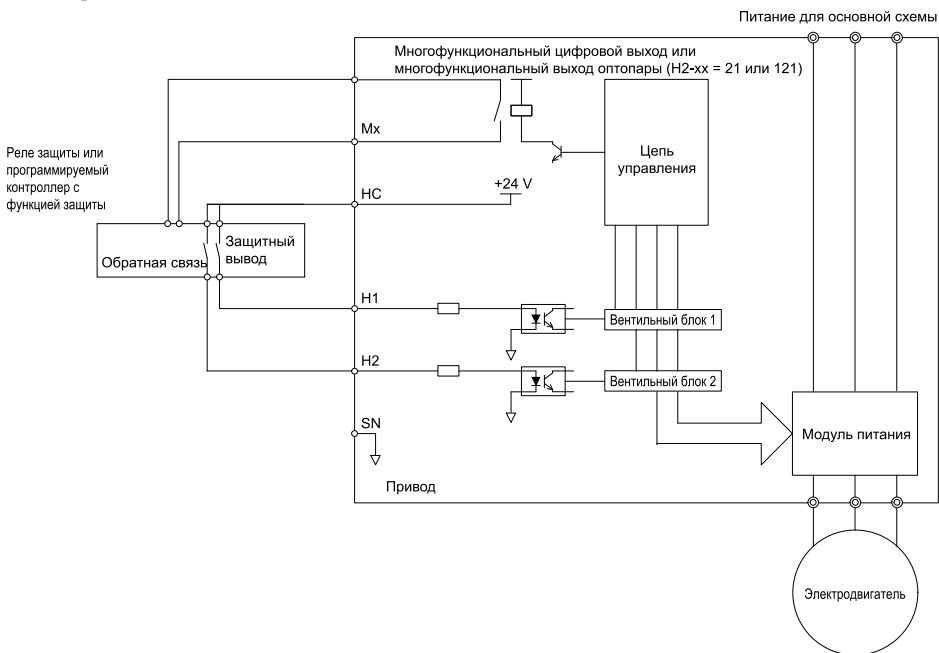 Питание для основной схемы
Многофункциональный цифровой выход или
многофункциональный выход оптопары (H2-xx = 21 или 121)
Mx
Цепь
управления
Реле защиты или
программируемый
контроллер с
функцией защиты
+24 V
HC
Защитный
вывод
Обратная связь
H1
Вентильный блок 1
H2
Вентильный блок 2
SN
Модуль питания
Привод
Электродвигатель